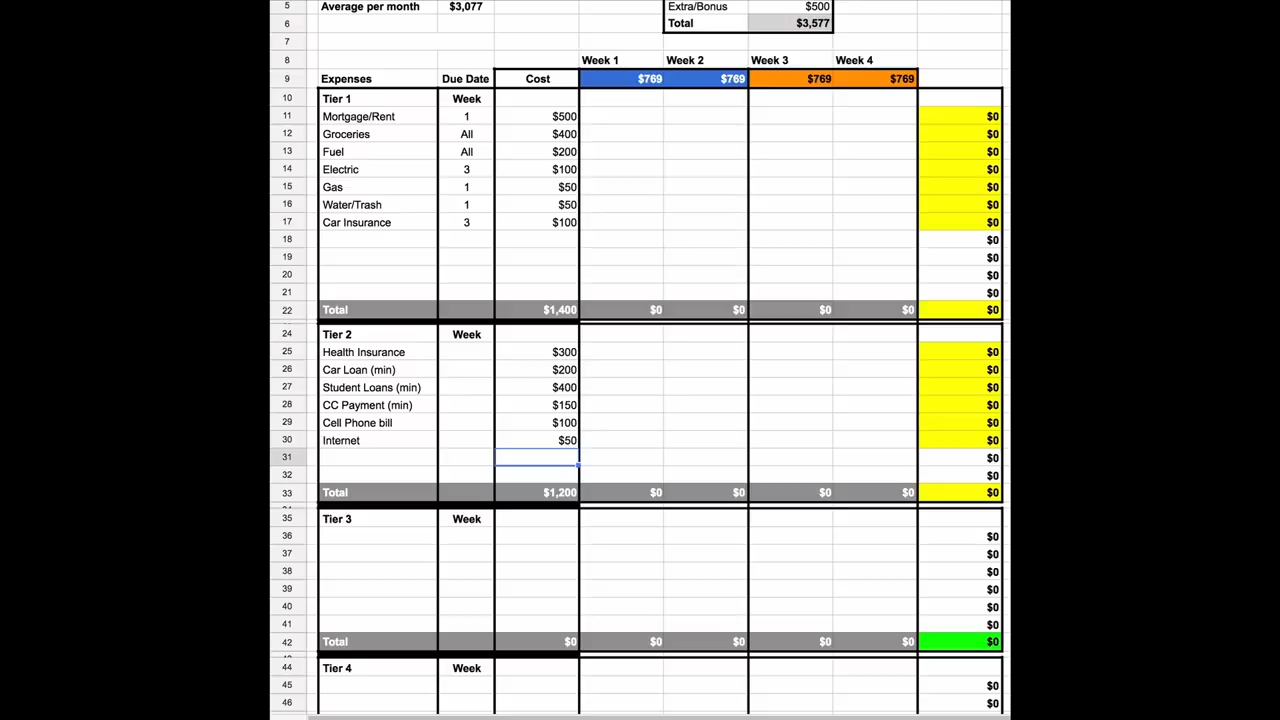 5 Average per month $3,077 Extra/Bonus $500
6 Total $3,577
7
8 Week 1 Week 2 Week 3 Week 4
9 Expenses Due Date Cost $769 $769 $769 $769
10 Tier 1 Week
11 Mortgage/Rent 1 $500 $0
12 Groceries All $400 $0
13 Fuel All $200 $0
14 Electric 3 $100 $0
15 Gas 1 $50 $0
16 Water/Trash 1 $50 $0
17 Car Insurance 3 $100 $0
18 $0
19 $0
20 $0
21 $0
22 Total $1,400 $0 $0 $0 $0 $0
24 Tier 2 Week
25 Health Insurance $300 $0
26 Car Loan (min) $200 $0
27 Student Loans (min) $400 $0
28 CC Payment (min) $150 $0
29 Cell Phone bill $100 $0
30 Internet $50 $0
31 $0
32 $0
33 Total $1,200 $0 $0 $0 $0 $0
35 Tier 3 Week
36 $0
37 $0
38 $0
39 $0
40 $0
41 $0
42 Total $0 $0 $0 $0 $0 $0
44 Tier 4 Week
45 $0
46 $0